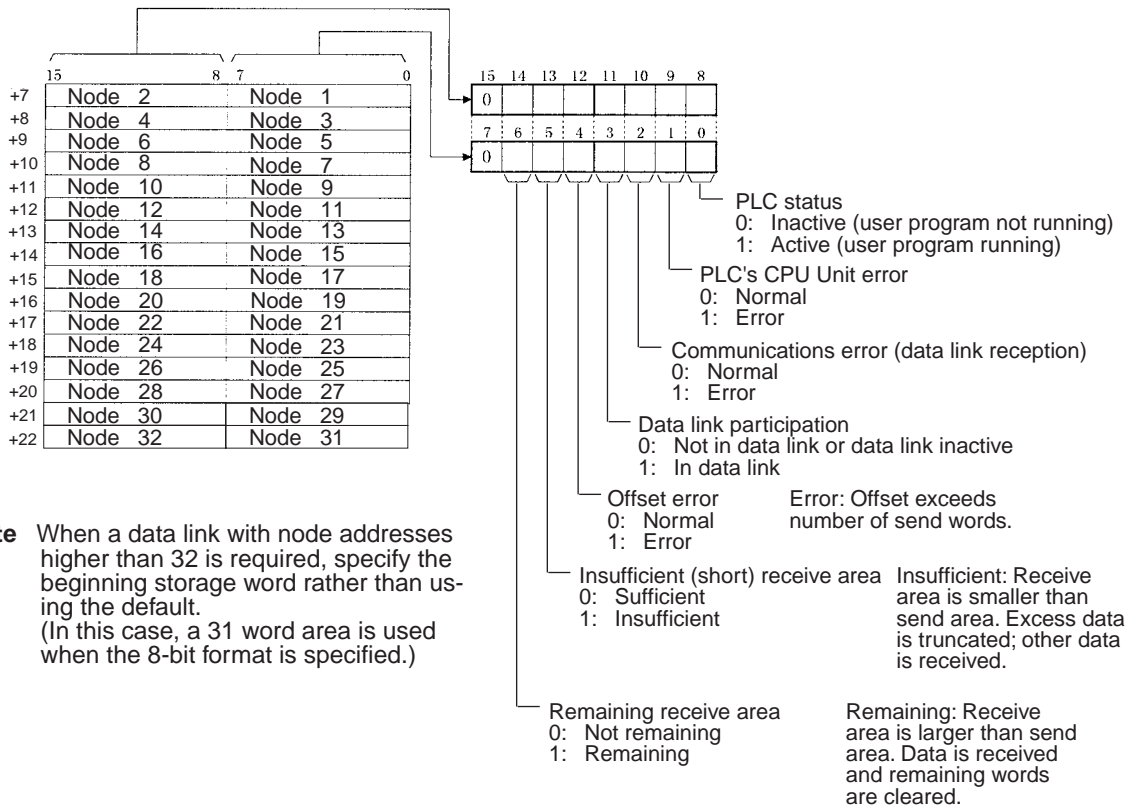 15 8 7 0
+7 Node 2 Node 1
+8 Node 4 Node 3
+9 Node 6 Node 5
+10 Node 8 Node 7
+11 Node 10 Node 9
+12 Node 12 Node 11
+13 Node 14 Node 13
+14 Node 16 Node 15
+15 Node 18 Node 17
+16 Node 20 Node 19
+17 Node 22 Node 21
+18 Node 24 Node 23
+19 Node 26 Node 25
+20 Node 28 Node 27
+21 Node 30 Node 29
+22 Node 32 Node 31
15 14 13 12 11 10 9 8
0
7 6 5 4 3 2 1 0
0
PLC status
0: Inactive (user program not running)
1: Active (user program running)
PLC's CPU Unit error
0: Normal
1: Error
Communications error (data link reception)
0: Normal
1: Error
Data link participation
0: Not in data link or data link inactive
1: In data link
Offset error
0: Normal
1: Error
Error: Offset exceeds
number of send words.
Insufficient (short) receive area
0: Sufficient
1: Insufficient
Insufficient: Receive
area is smaller than
send area. Excess data
is truncated; other data
is received.
Remaining receive area
0: Not remaining
1: Remaining
Remaining: Receive
area is larger than send
area. Data is received
and remaining words
are cleared.
te When a data link with node addresses
higher than 32 is required, specify the
beginning storage word rather than us-
ing the default.
(In this case, a 31 word area is used
when the 8-bit format is specified.)